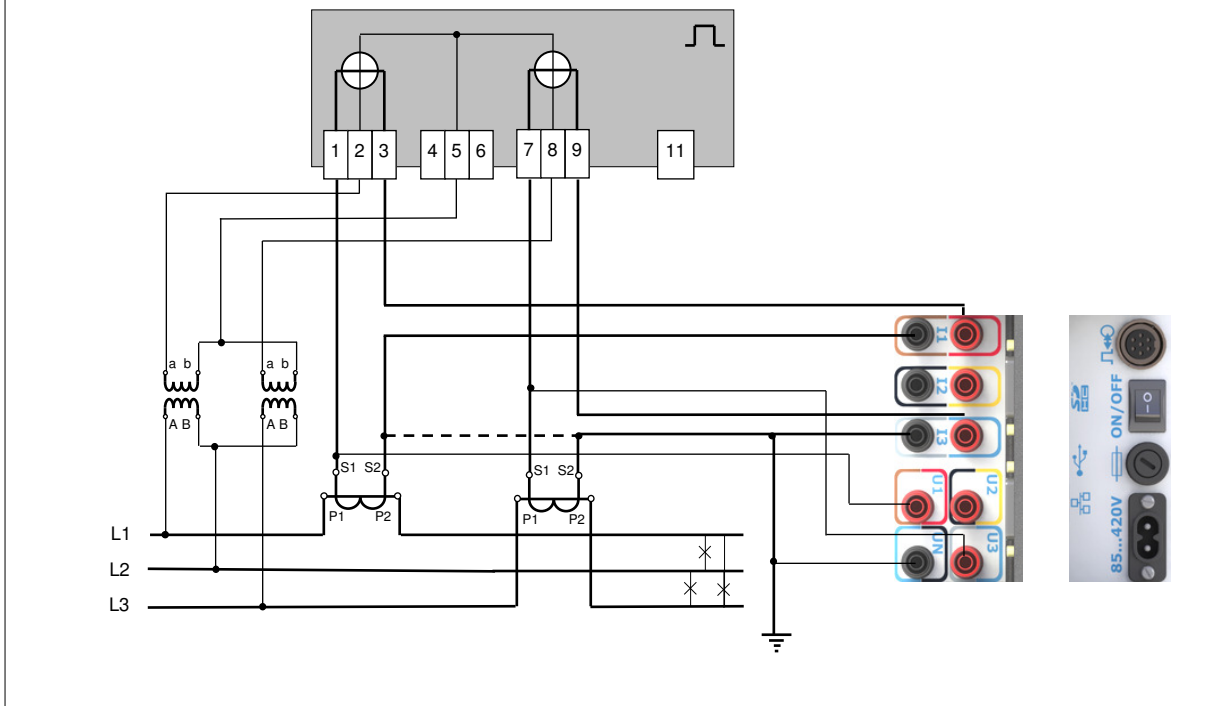 1 2 3 4 5 6 7 8 9 11
a b a b
A B A B
S1 S2 S1 S2
P1 P2 P1 P2
L1
L2
L3
I1
I2
I3
U1 U2
UN U3
ON/OFF
85...420V